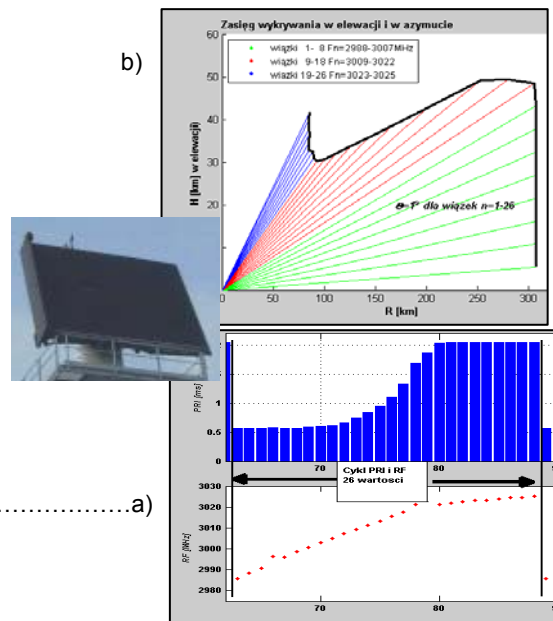 b)
Zasięg wykrywania w elewacji i w azymucie
wiązki 1- 8 Fn=2988-3007MHz
wiązki 9-18 Fn=3009-3022
wiazki 19-26 Fn=3023-3025
H [km] w elewacji
60
50
40
30
20
Θ=1° dla wiązek n=1-26
0 50 100 150 200 250 300
R [km]
PRI [ms]
1
0.5
0
70 80
Cykl PRI i RF
26 wartosci
..................a)
RF [MHz]
3030
3020
3010
3000
2990
2980
70 80